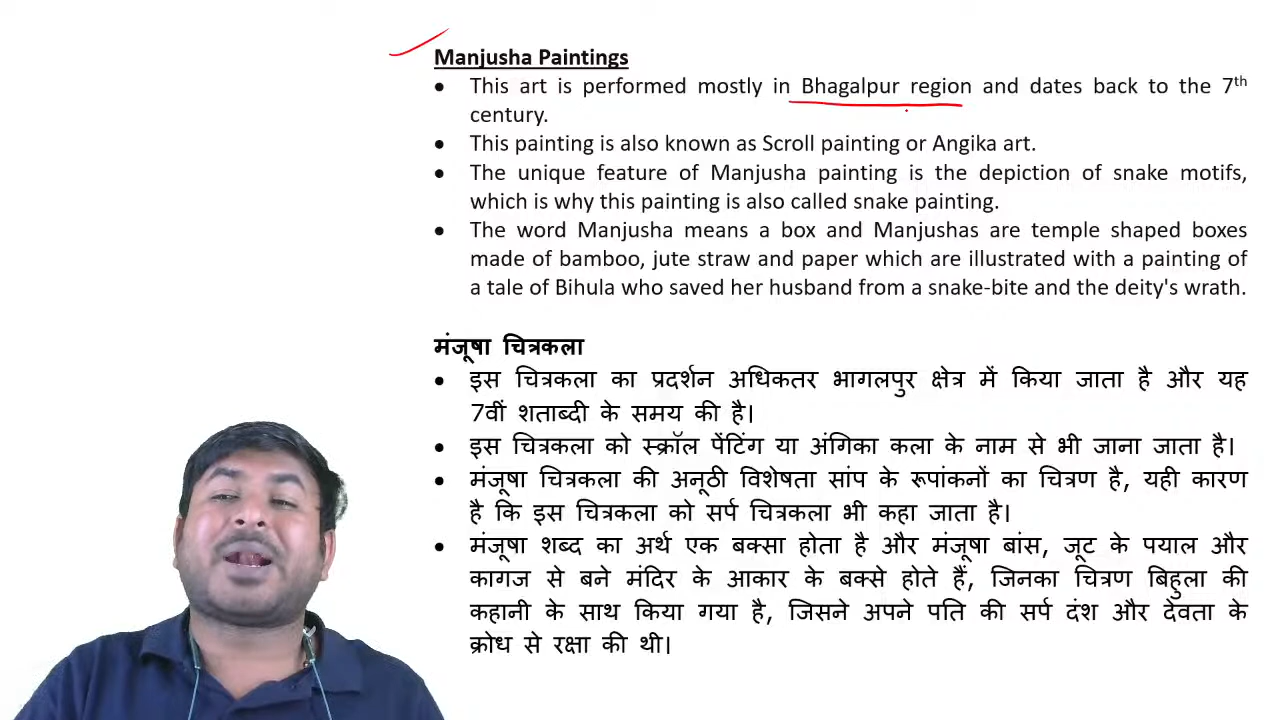 Manjusha Paintings
• This art is performed mostly in Bhagalpur region and dates back to the 7th
century.
• This painting is also known as Scroll painting or Angika art.
• The unique feature of Manjusha painting is the depiction of snake motifs,
which is why this painting is also called snake painting.
• The word Manjusha means a box and Manjushas are temple shaped boxes
made of bamboo, jute straw and paper which are illustrated with a painting of
a tale of Bihula who saved her husband from a snake-bite and the deity's wrath.
मंजूषा चित्रकला
• इस चित्रकला का प्रदर्शन अधिकतर भागलपुर क्षेत्र में किया जाता है और यह
7वीं शताब्दी के समय की है।
• इस चित्रकला को स्क्रॉल पेंटिंग या अंगिका कला के नाम से भी जाना जाता है।
• मंजूषा चित्रकला की अनूठी विशेषता सांप के रूपांकनों का चित्रण है, यही कारण
है कि इस चित्रकला को सर्प चित्रकला भी कहा जाता है।
• मंजूषा शब्द का अर्थ एक बक्सा होता है और मंजूषा बांस, जूट के पयाल और
कागज से बने मंदिर के आकार के बक्से होते हैं, जिनका चित्रण बिहुला की
कहानी के साथ किया गया है, जिसने अपने पति की सर्प दंश और देवता के
क्रोध से रक्षा की थी।